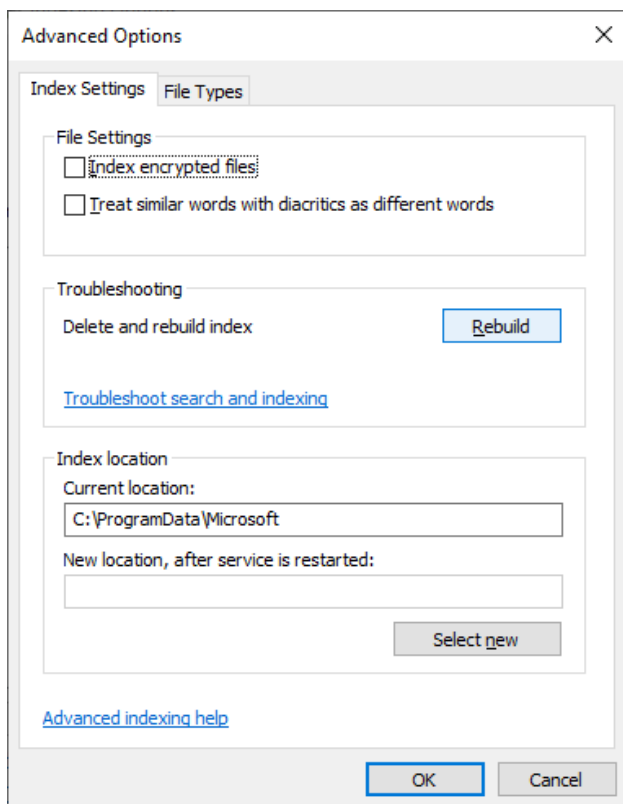 Advanced Options
Index Settings
File Types
File Settings
Index encrypted files
Treat similar words with diacritics as different words
Troubleshooting
Delete and rebuild index
Rebuild
Troubleshoot search and indexing
Index location
Current location:
C:\ProgramData\Microsoft
New location, after service is restarted:
Select new
Advanced indexing help
OK
Cancel